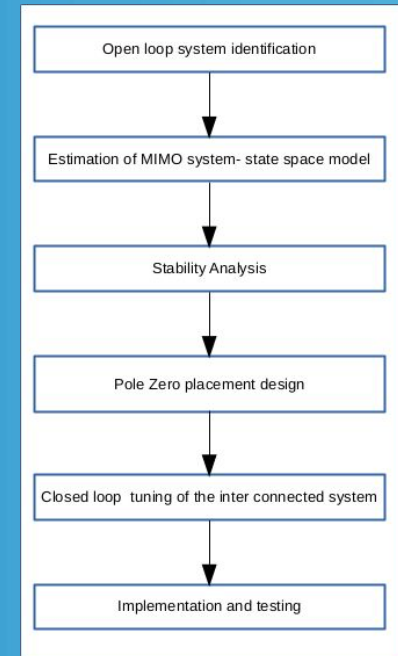 Open loop system identification
Estimation of MIMO system- state space model
Stability Analysis
Pole Zero placement design
Closed loop tuning of the inter connected system
Implementation and testing